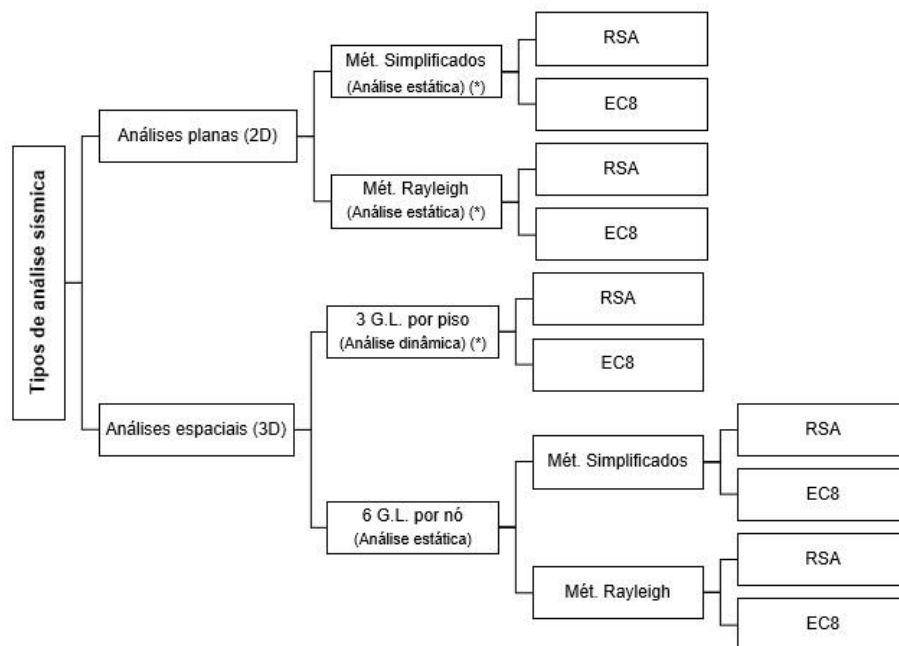 Tipos de análise sísmica
Análises planas (2D)
Mét. Simplificados
(Análise estática) (*)
RSA
EC8
Mét. Rayleigh
(Análise estática) (*)
RSA
EC8
Análises espaciais (3D)
3 G.L. por piso
(Análise dinâmica) (*)
RSA
EC8
6 G.L. por nó
(Análise estática)
Mét. Simplificados
RSA
EC8
Mét. Rayleigh
RSA
EC8